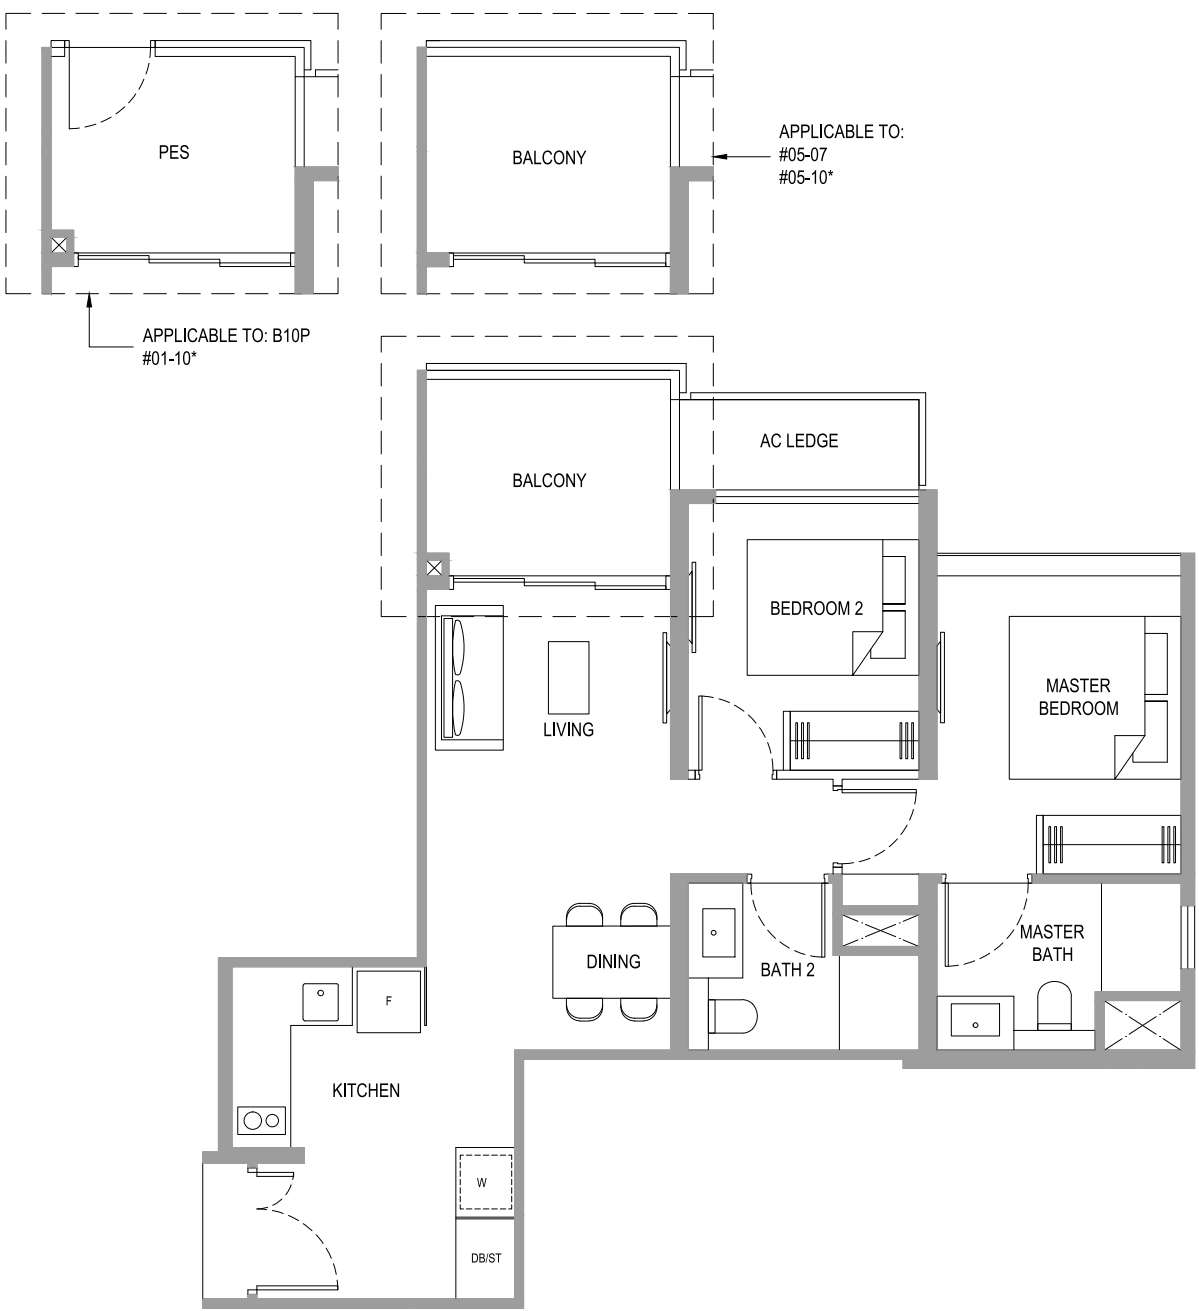 PES
BALCONY
APPLICABLE TO:
#05-07
#05-10*
APPLICABLE TO: B10P
#01-10*
AC LEDGE
BALCONY
BEDROOM 2
MASTER
BEDROOM
LIVING
DINING
BATH 2
MASTER
BATH
F
KITCHEN
W
DB/ST